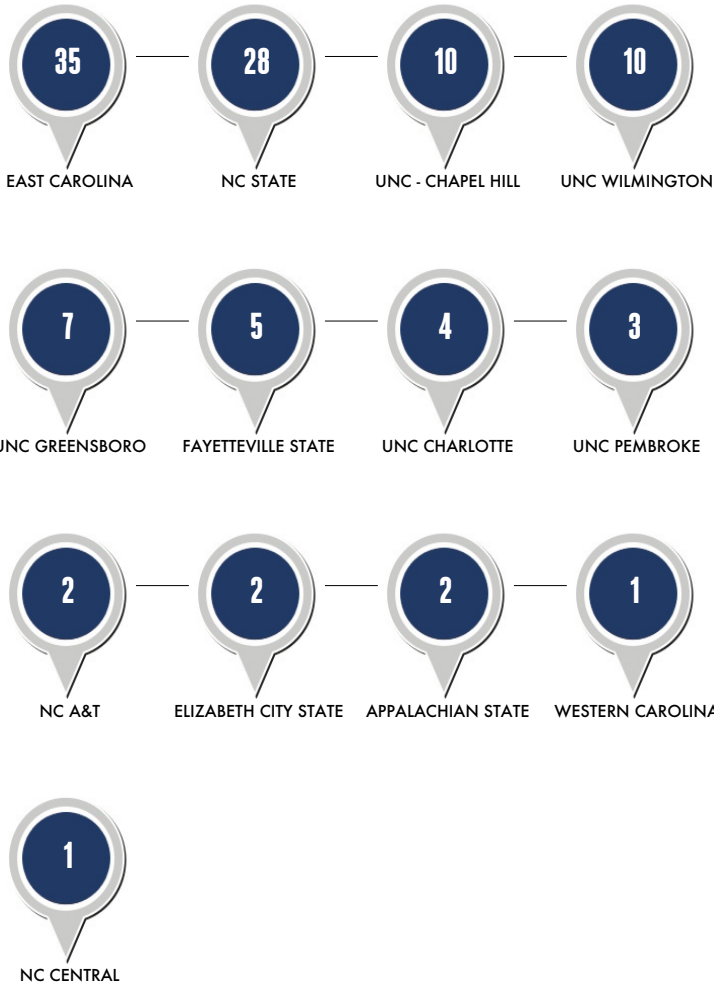 35
28
10
10
EAST CAROLINA
NC STATE
UNC - CHAPEL HILL
UNC WILMINGTON
7
5
4
3
UNC GREENSBORO
FAYETTEVILLE STATE
UNC CHARLOTTE
UNC PEMBROKE
2
2
2
1
NC A&T
ELIZABETH CITY STATE
APPALACHIAN STATE
WESTERN CAROLINA
1
NC CENTRAL